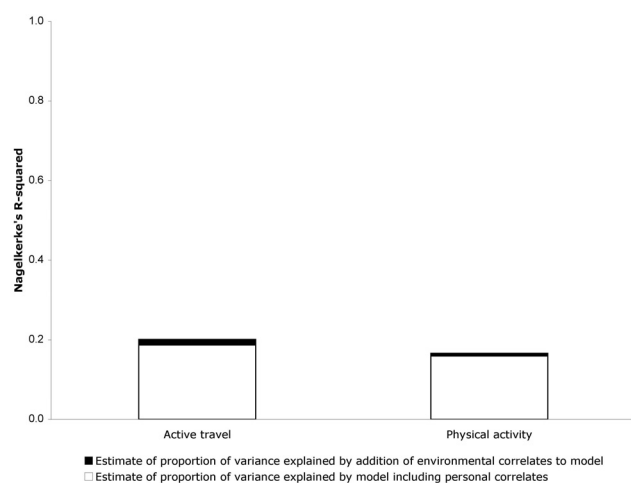 1.0
0.8
0.6
0.4
0.2
0.0
Nagelkerke's R-squared
Active travel
Physical activity
Estimate of proportion of variance explained by addition of environmental correlates to model
Estimate of proportion of variance explained by model including personal correlates